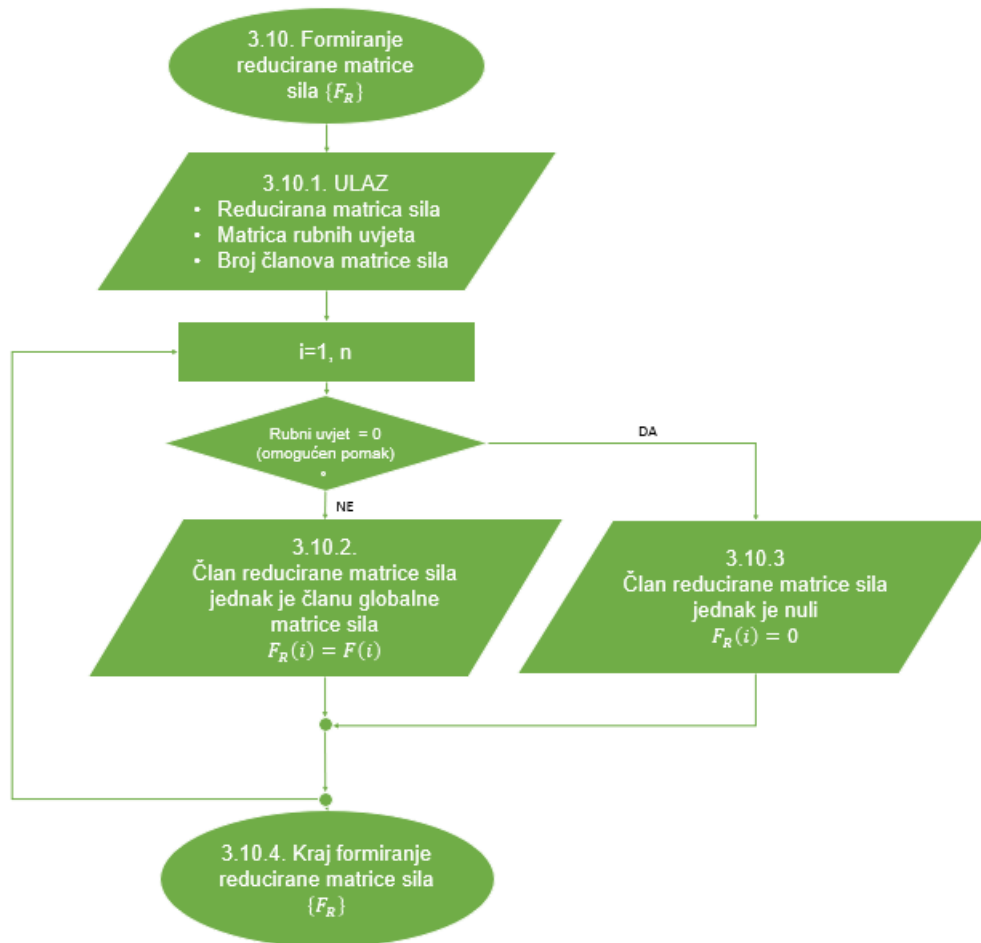 3.10. Formiranje
reducirane matrice
sila {F_R}
3.10.1. ULAZ
• Reducirana matrica sila
• Matrica rubnih uvjeta
• Broj članova matrice sila
i=1, n
Rubni uvjet = 0
(omogućen pomak)
DA
NE
3.10.2.
Član reducirane matrice sila
jednak je članu globalne
matrice sila
F_R(i) = F(i)
3.10.3
Član reducirane matrice sila
jednak je nuli
F_R(i) = 0
3.10.4. Kraj formiranje
reducirane matrice sila
{F_R}